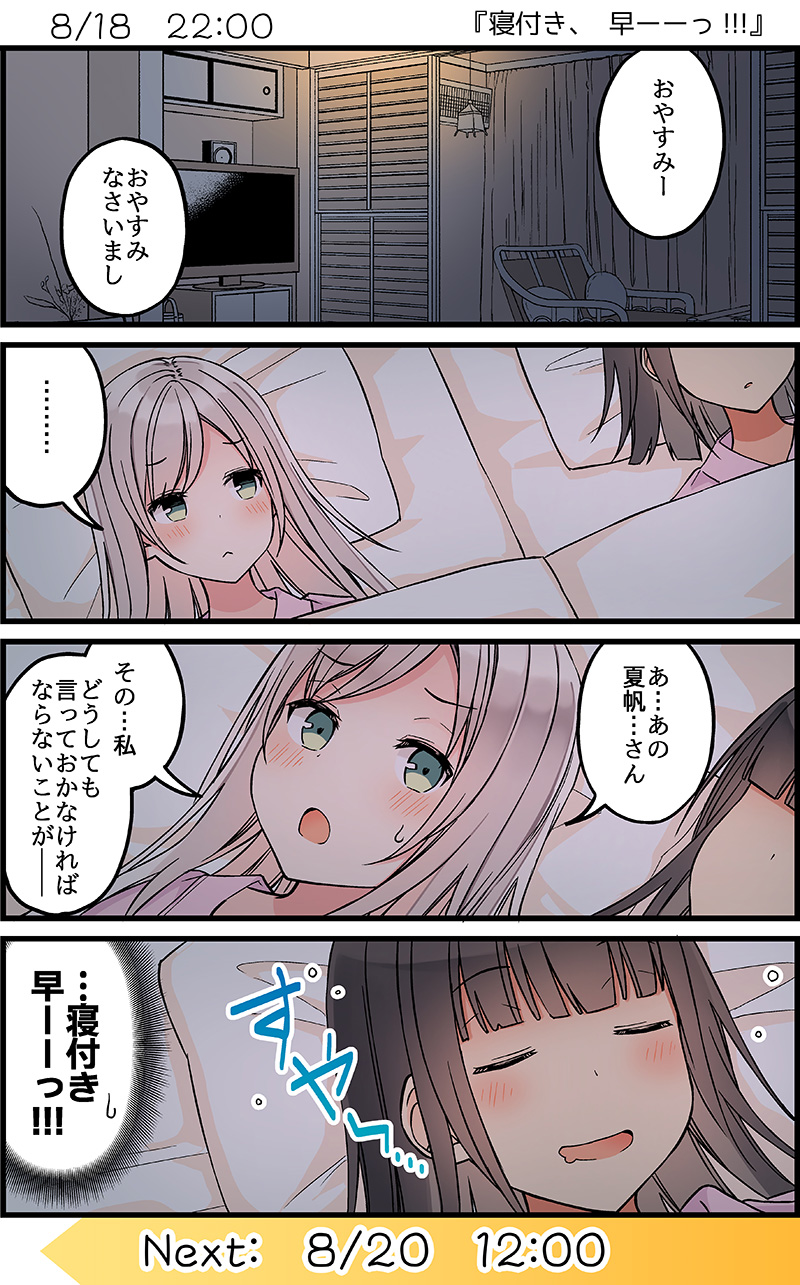 8/18 22:00
『寝付き、 早ーーっ!!!』
おやすみー
おやすみ
なさいまし
………
あ…あの
夏帆…さん
その…私
どうしても
言っておかなければ
ならないことが──
すや〜…
…寝付き
早ーーっ!!!
Next: 8/20 12:00